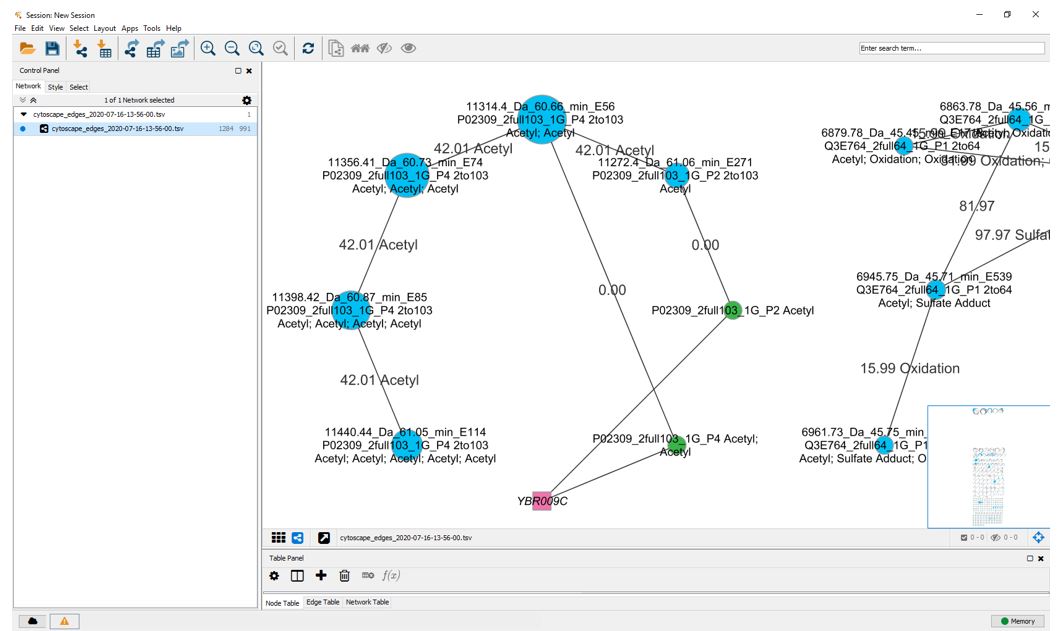 Session: New Session
File Edit View Select Layout Apps Tools Help
Enter search term...
Control Panel
Network Style Select
1 of 1 Network selected
cytoscape_edges_2020-07-16-13-56-00.tsv 1
cytoscape_edges_2020-07-16-13-56-00.tsv 1284 991
11314.4_Da_60.66_min_E56
P02309_2full103_1G_P4 2to103
Acetyl; Acetyl
42.01 Acetyl
42.01 Acetyl
11356.41_Da_60.73_min_E74
P02309_2full103_1G_P4 2to103
Acetyl; Acetyl; Acetyl
11272.4_Da_61.06_min_E271
P02309_2full103_1G_P2 2to103
Acetyl
42.01 Acetyl
0.00
0.00
11398.42_Da_60.87_min_E85
P02309_2full103_1G_P4 2to103
Acetyl; Acetyl; Acetyl; Acetyl
P02309_2full103_1G_P2 Acetyl
42.01 Acetyl
11440.44_Da_61.05_min_E114
P02309_2full103_1G_P4 2to103
Acetyl; Acetyl; Acetyl; Acetyl; Acetyl
P02309_2full103_1G_P4 Acetyl;
Acetyl
YBR009C
6863.78_Da_45.56_m
Q3E764_2full64_1G_
6879.78_Da_45.45
Q3E764_2full64_1G_P1 2to64
Acetyl; Oxidation; Oxidation
81.97
97.97 Sulfa
6945.75_Da_45.71_min_E539
Q3E764_2full64_1G_P1 2to64
Acetyl; Sulfate Adduct
15.99 Oxidation
6961.73_Da_45.75_min_
Q3E764_2full64_1G_P1
Acetyl; Sulfate Adduct; O
cytoscape_edges_2020-07-16-13-56-00.tsv
0 - 0 0 - 0
Table Panel
f(x)
Node Table Edge Table Network Table
Memory